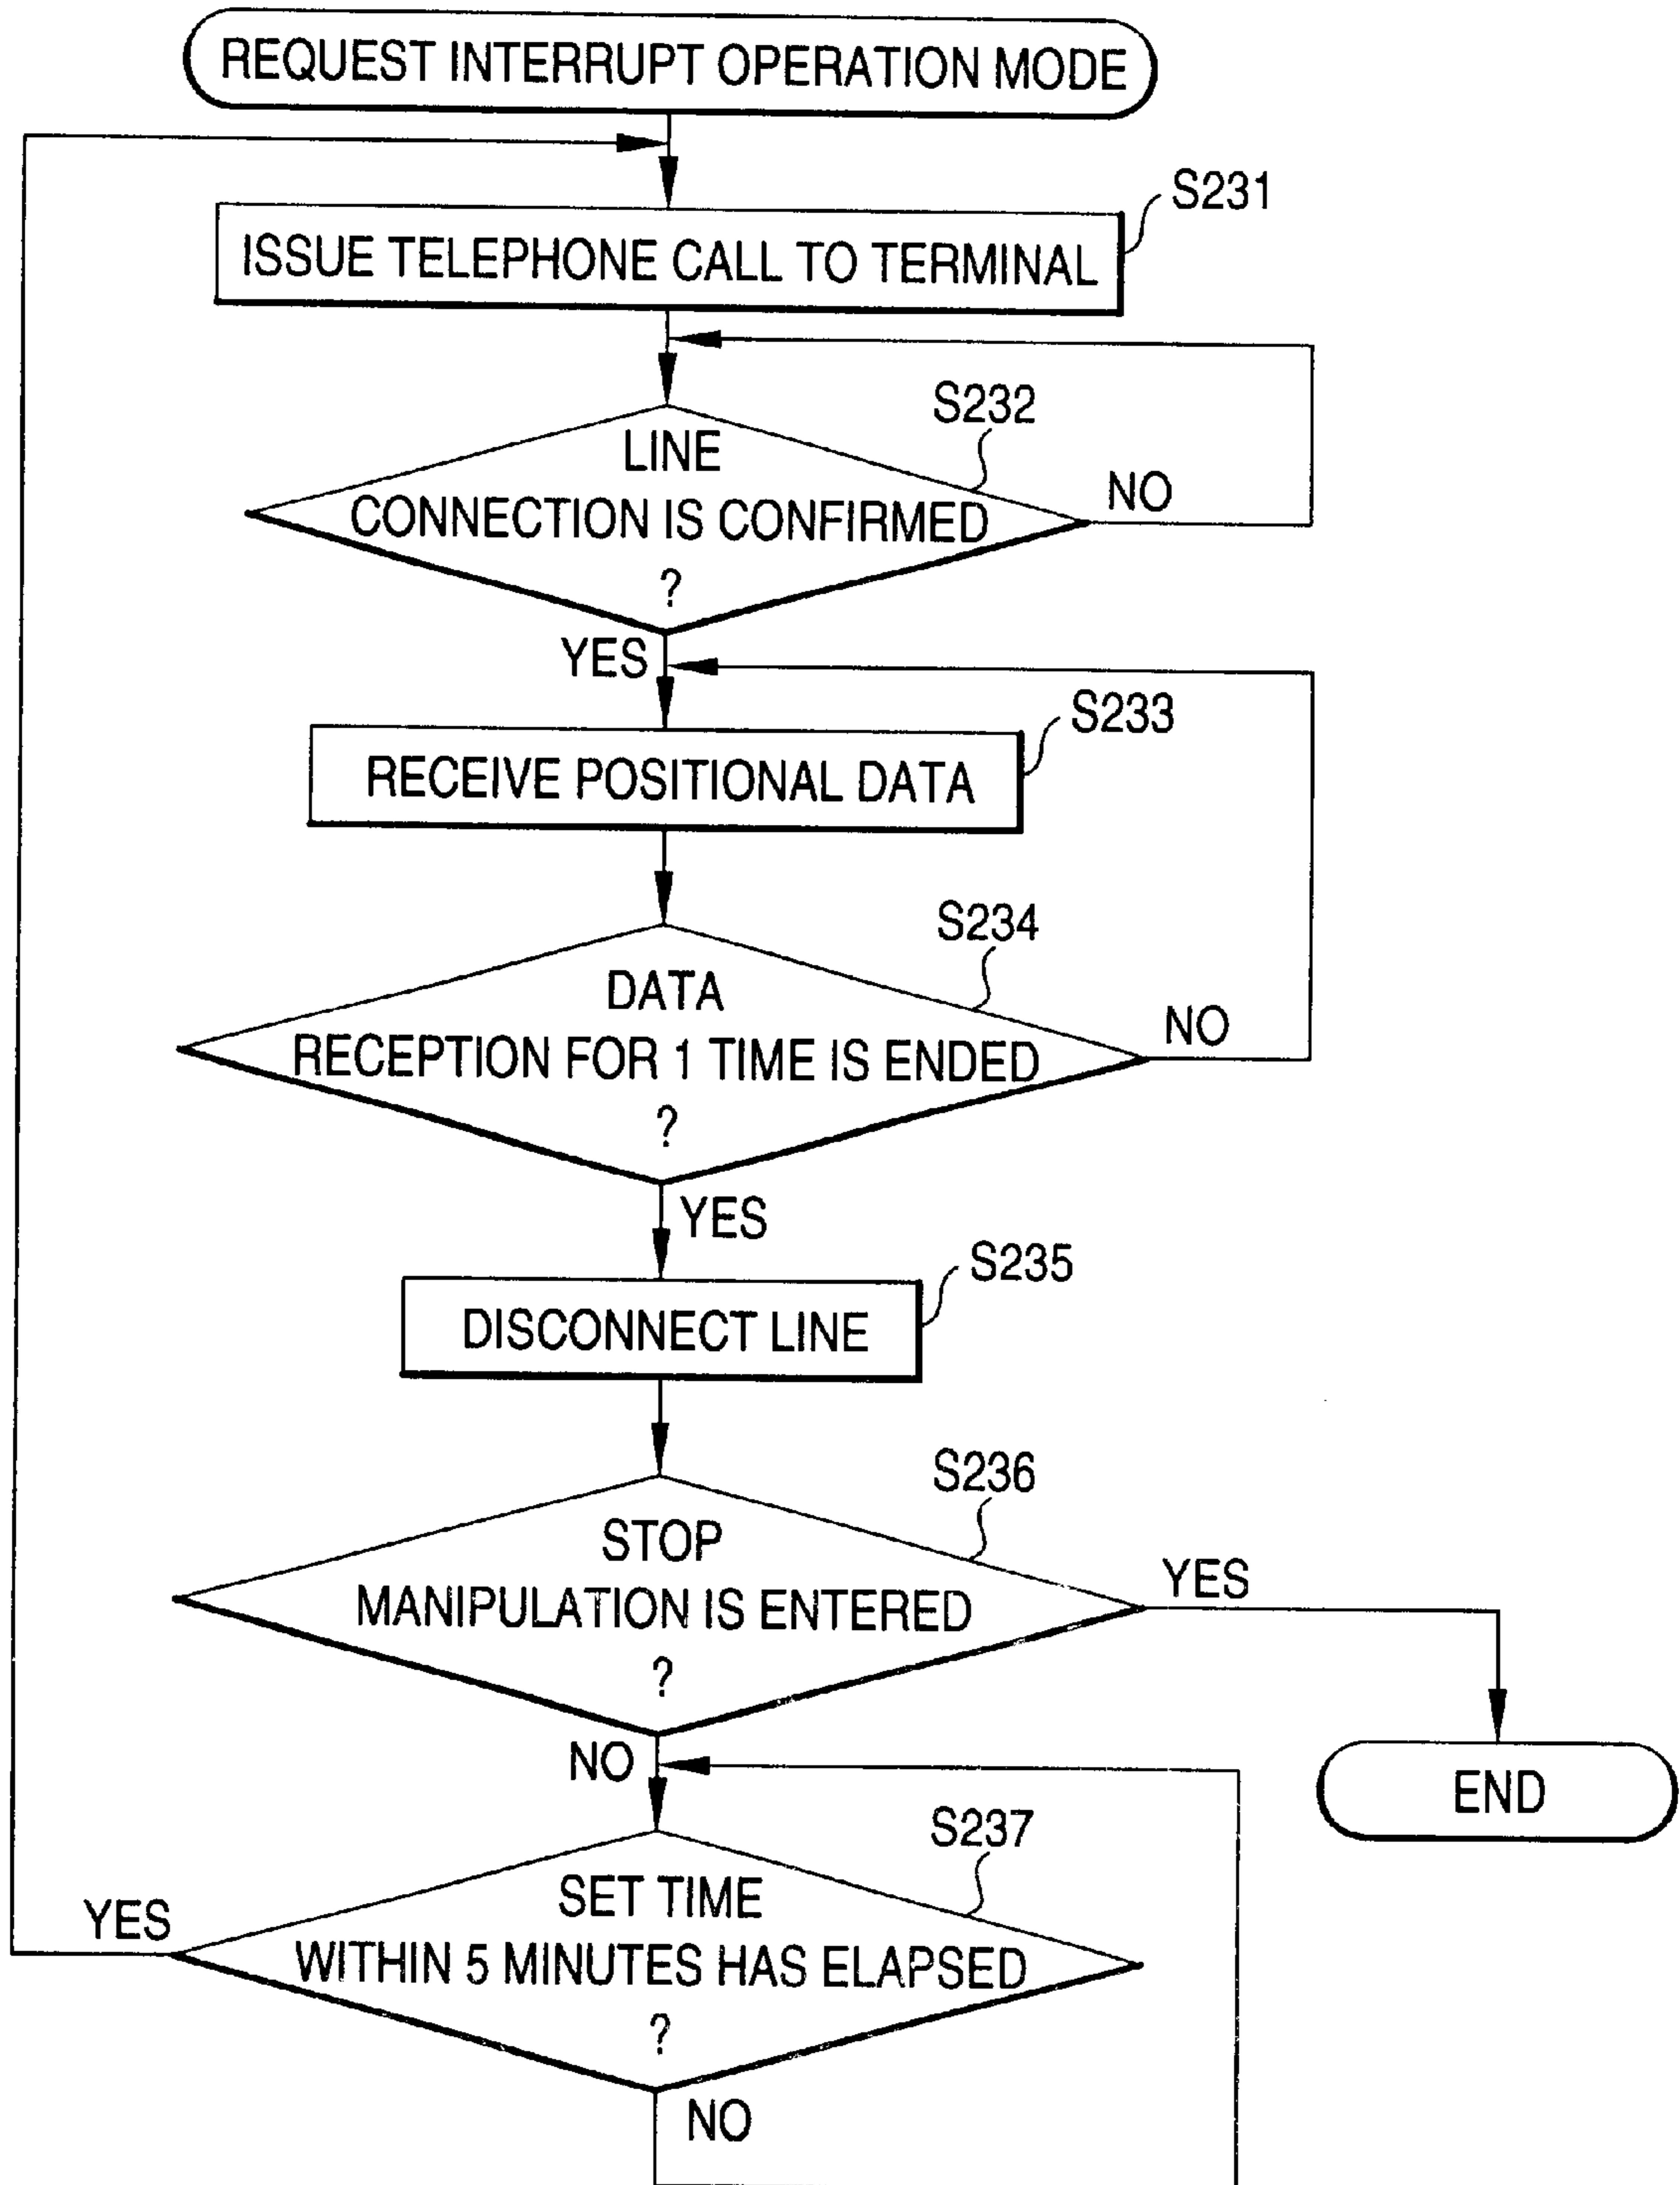 REQUEST INTERRUPT OPERATION MODE
S231
ISSUE TELEPHONE CALL TO TERMINAL
S232
LINE
CONNECTION IS CONFIRMED
?
NO
YES
S233
RECEIVE POSITIONAL DATA
S234
DATA
RECEPTION FOR 1 TIME IS ENDED
?
NO
YES
S235
DISCONNECT LINE
S236
STOP
MANIPULATION IS ENTERED
?
YES
NO
END
S237
SET TIME
WITHIN 5 MINUTES HAS ELAPSED
?
YES
NO